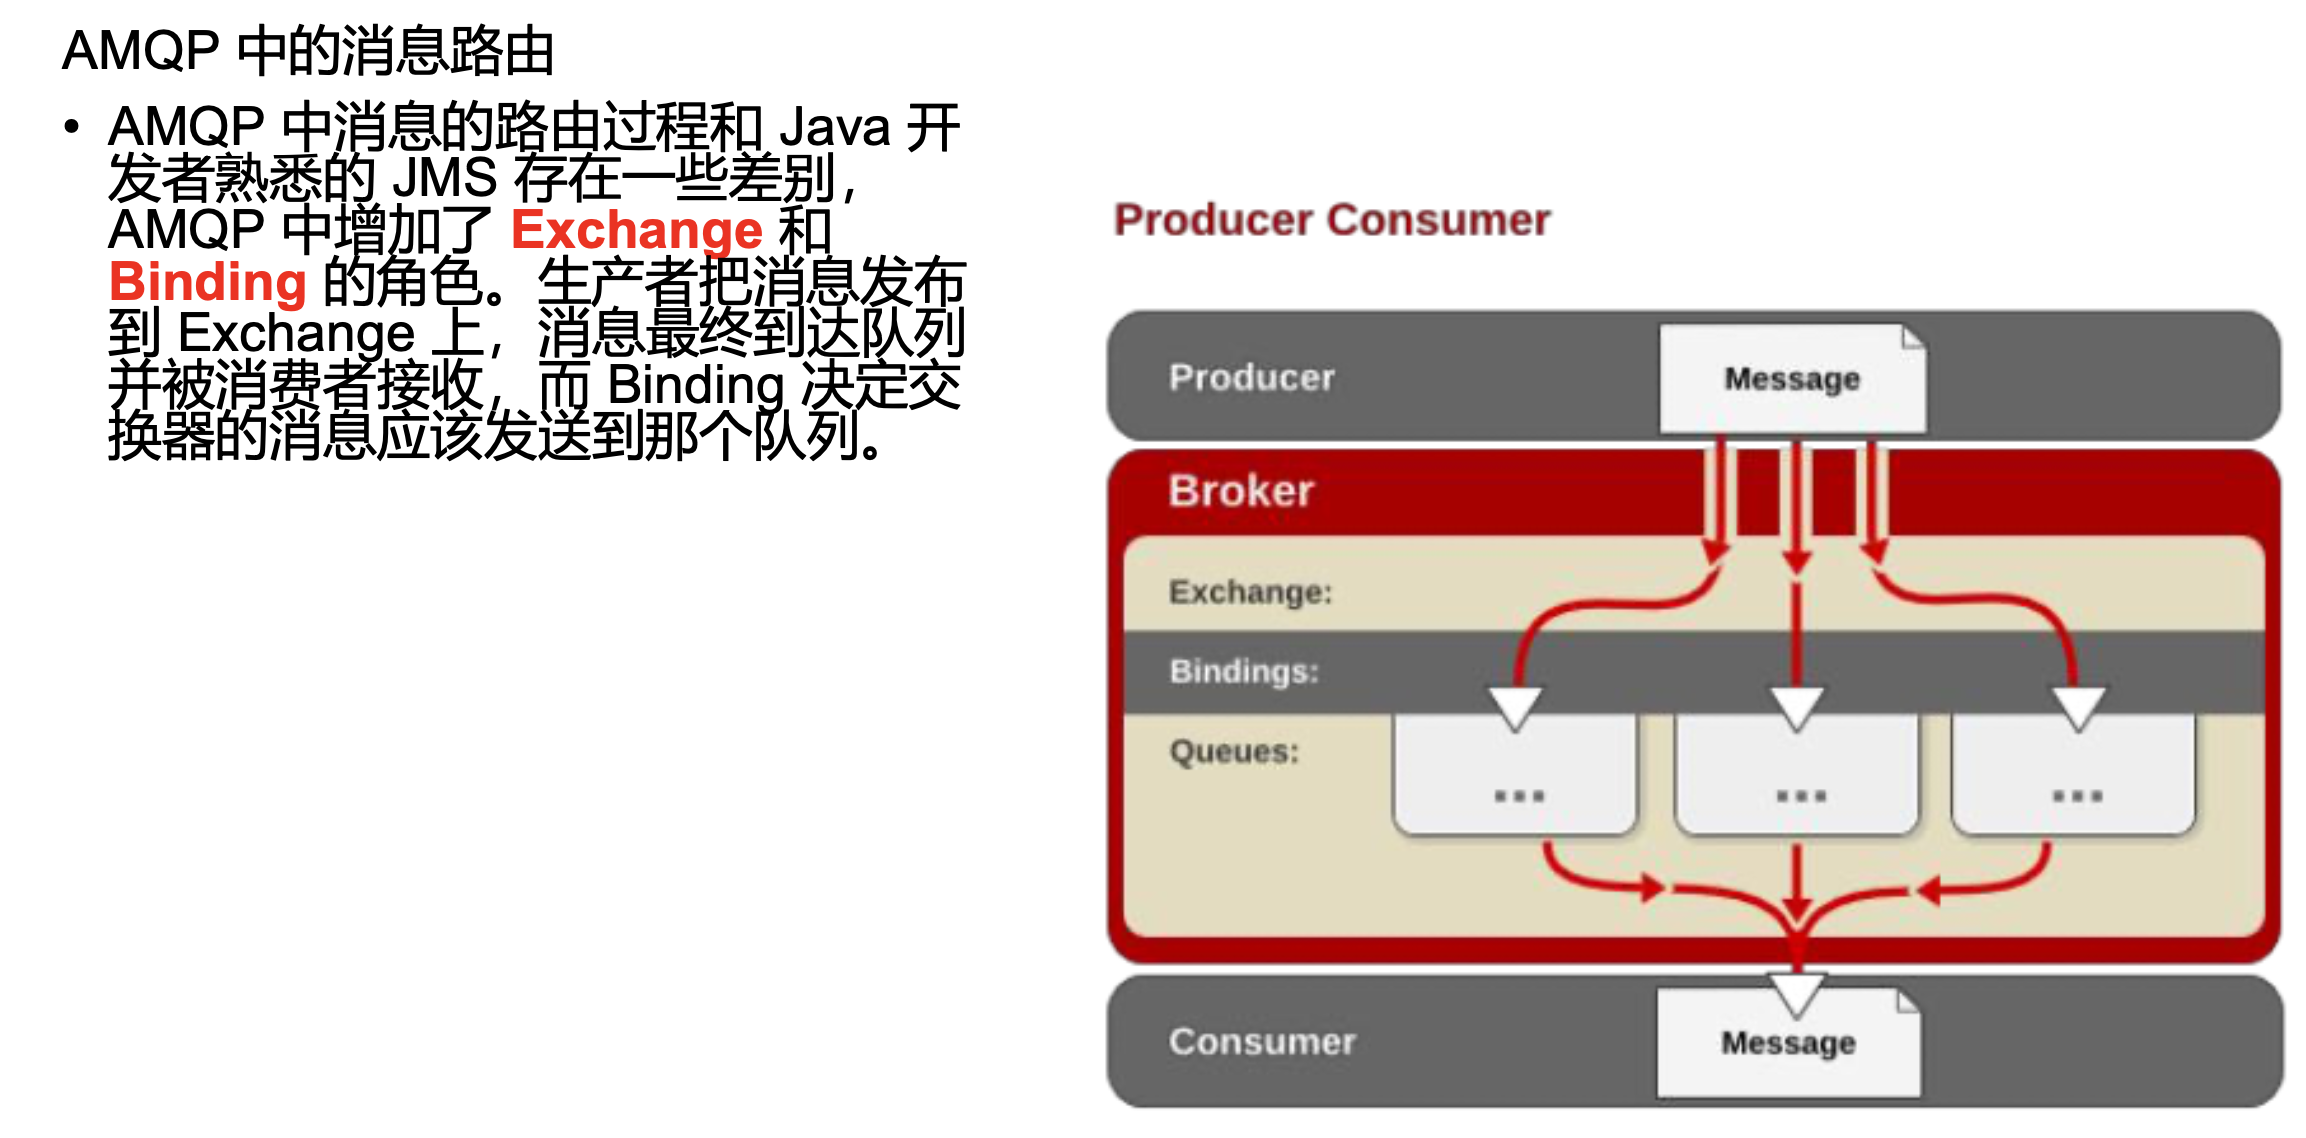 AMQP 中的消息路由
• AMQP 中消息的路由过程和 Java 开
发者熟悉的 JMS 存在一些差别，
AMQP 中增加了 Exchange 和
Binding 的角色。生产者把消息发布
到 Exchange 上，消息最终到达队列
并被消费者接收，而 Binding 决定交
换器的消息应该发送到那个队列。
Producer Consumer
Producer
Message
Broker
Exchange:
Bindings:
Queues:
...
...
...
Consumer
Message